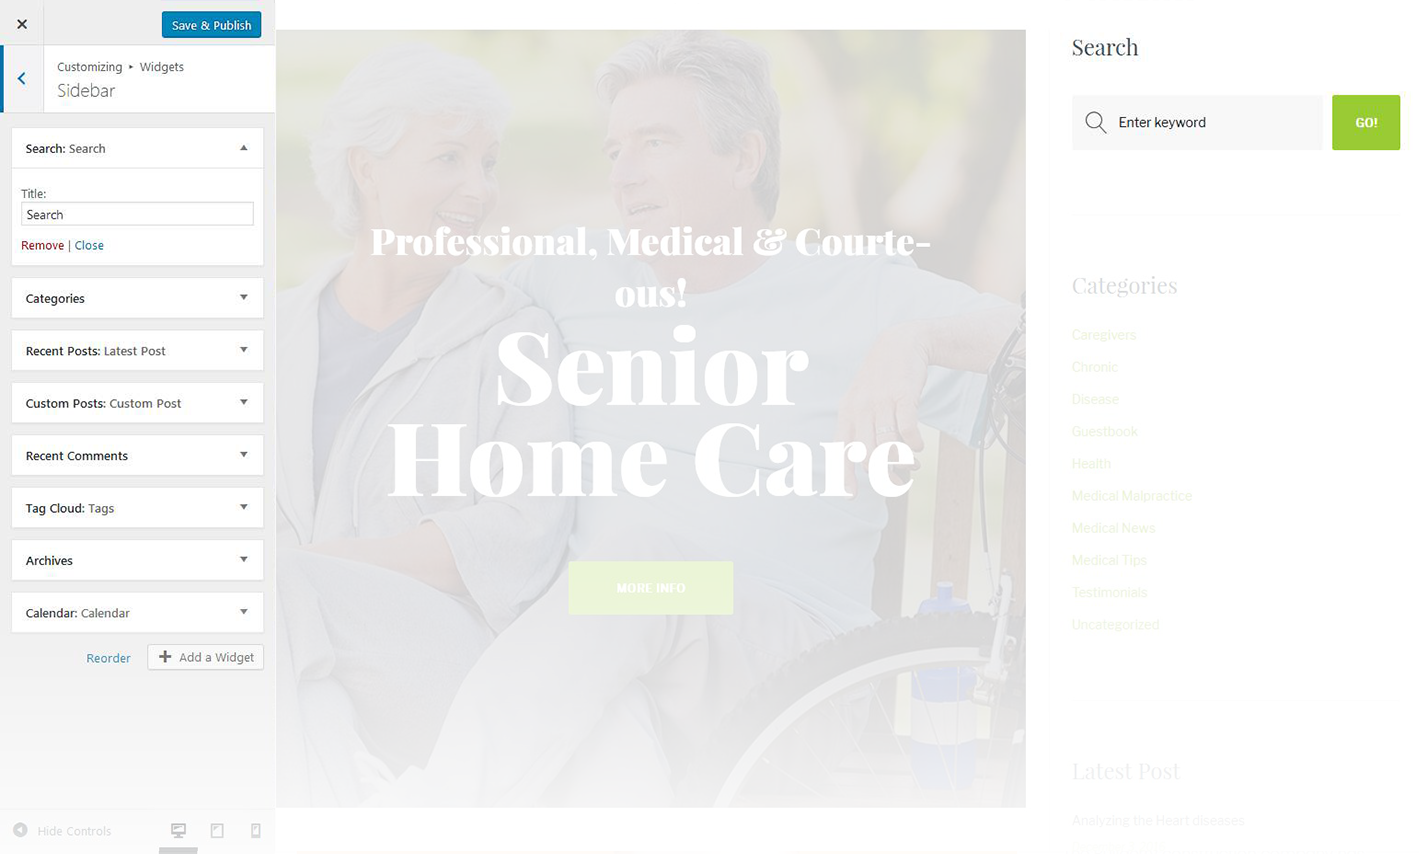 Save & Publish
Customizing ▸ Widgets
Sidebar
Search: Search
Title:
Search
Remove | Close
Categories
Recent Posts: Latest Post
Custom Posts: Custom Post
Recent Comments
Tag Cloud: Tags
Archives
Calendar: Calendar
Reorder
Add a Widget
Hide Controls
Professional, Medical & Courte-
ous!
Senior
Home Care
MORE INFO
Search
Enter keyword
GO!
Categories
Caregivers
Chronic
Disease
Guestbook
Health
Medical Malpractice
Medical News
Medical Tips
Testimonials
Uncategorized
Latest Post
Analyzing the Heart diseases